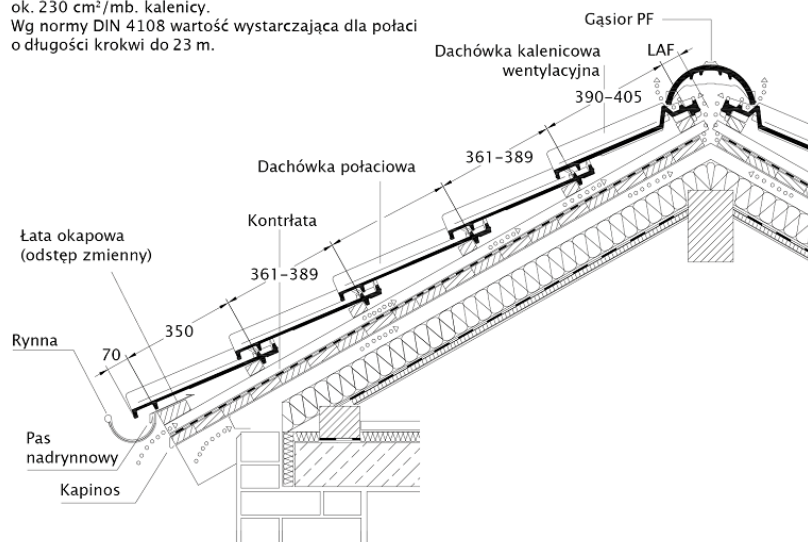 ok. 230 cm²/mb. kalenicy.
Wg normy DIN 4108 wartość wystarczająca dla połaci
o długości krokwi do 23 m.
Gąsior PF
Dachówka kalenicowa
wentylacyjna
LAF
390–405
361–389
Dachówka połaciowa
Kontrłata
Łata okapowa
(odstęp zmienny)
361–389
350
Rynna
70
Pas
nadrynnowy
Kapinos